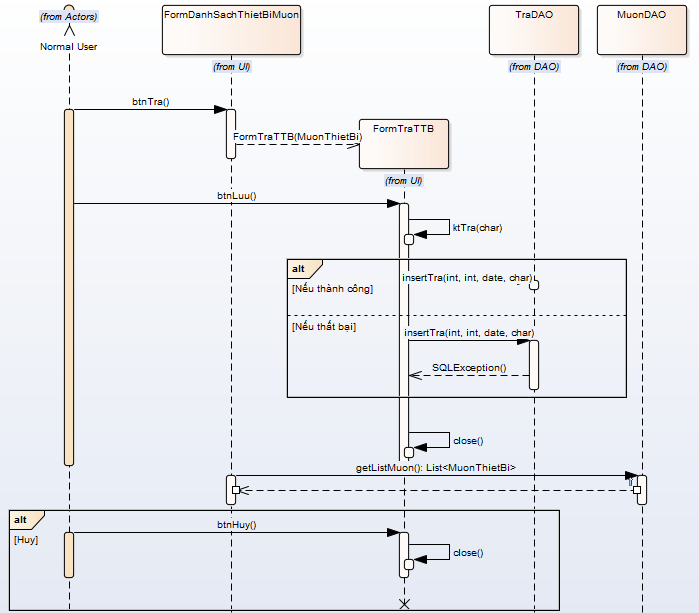 (from Actors)
Normal User
FormDanhSachThietBiMuon
(from UI)
TraDAO
(from DAO)
MuonDAO
(from DAO)
btnTra()
FormTraTTB(MuonThietBi)
FormTraTTB
(from UI)
btnLuu()
ktTra(char)
alt
[Nếu thành công]
insertTra(int, int, date, char)
[Nếu thất bại]
insertTra(int, int, date, char)
SQLException()
close()
getListMuon(): List<MuonThietBi>
alt
[Huy]
btnHuy()
close()